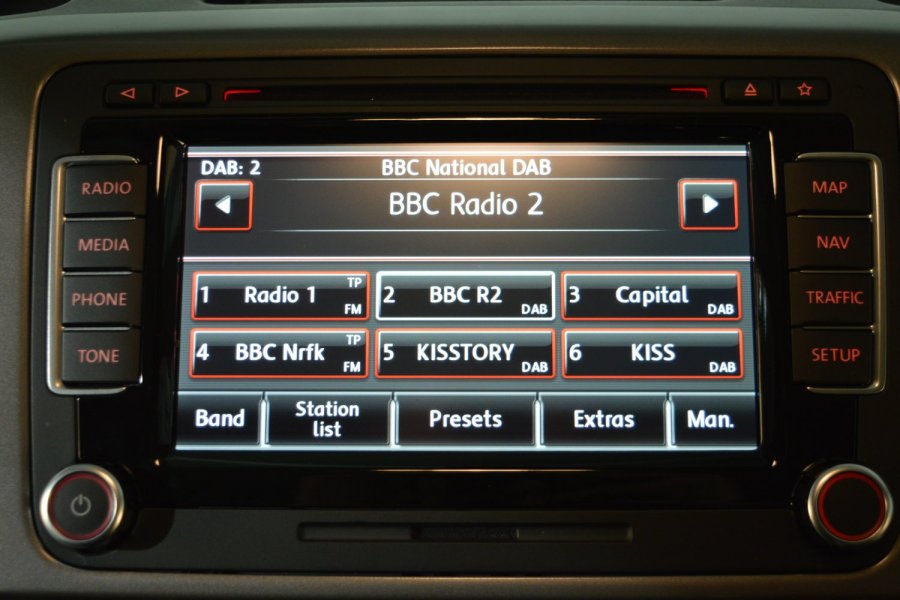 RADIO
MEDIA
PHONE
TONE
DAB: 2 BBC National DAB
BBC Radio 2
1 Radio 1 TP FM
2 BBC R2 DAB
3 Capital DAB
4 BBC Nrfk TP FM
5 KISSTORY DAB
6 KISS DAB
Band
Station
list
Presets
Extras
Man.
MAP
NAV
TRAFFIC
SETUP